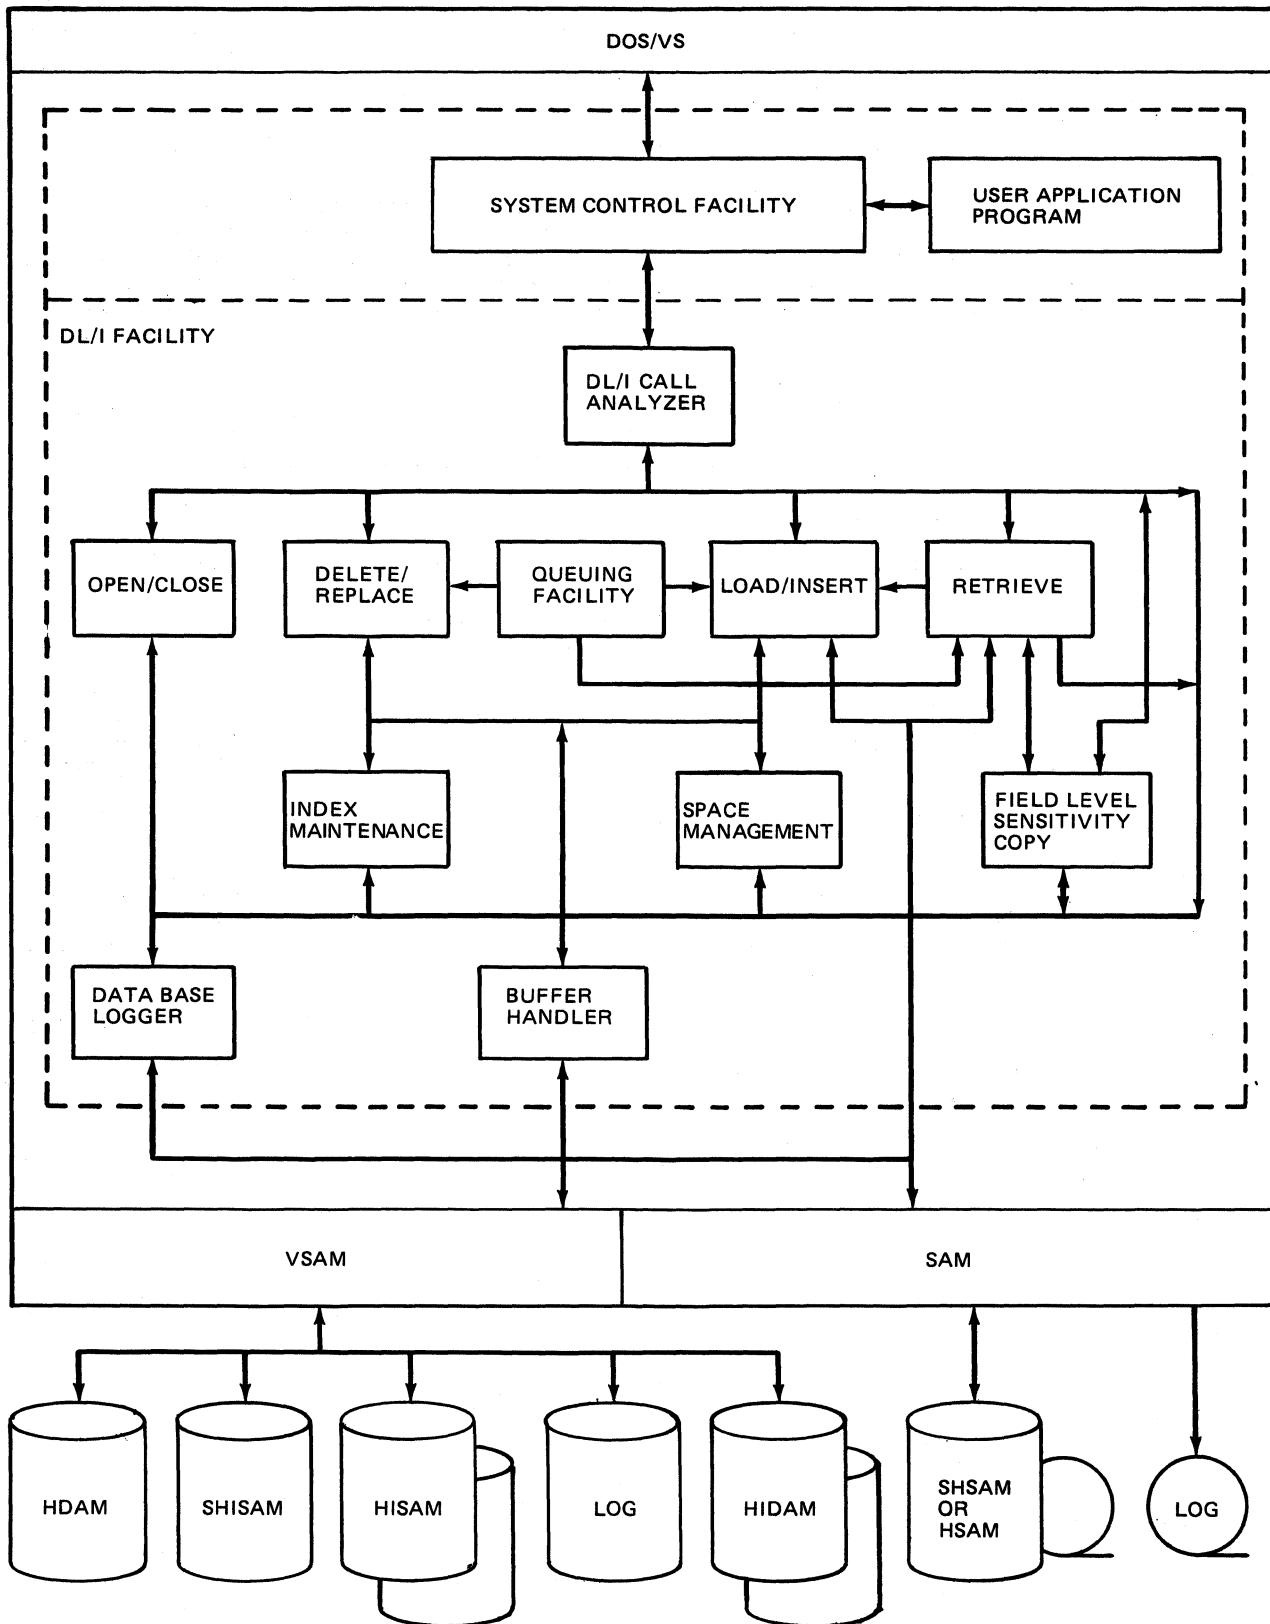 DOS/VS
SYSTEM CONTROL FACILITY
USER APPLICATION
PROGRAM
DL/I FACILITY
DL/I CALL
ANALYZER
OPEN/CLOSE
DELETE/
REPLACE
QUEUING
FACILITY
LOAD/INSERT
RETRIEVE
INDEX
MAINTENANCE
SPACE
MANAGEMENT
FIELD LEVEL
SENSITIVITY
COPY
DATA BASE
LOGGER
BUFFER
HANDLER
VSAM
SAM
HDAM
SHISAM
HISAM
LOG
HIDAM
SHSAM
OR
HSAM
LOG